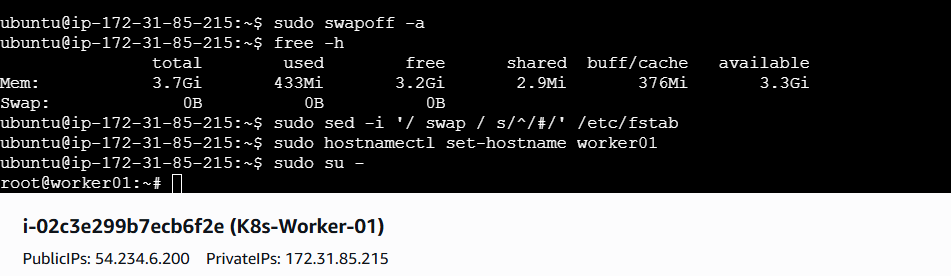 ubuntu@ip-172-31-85-215:~$ sudo swapoff -a
ubuntu@ip-172-31-85-215:~$ free -h
total used free shared buff/cache available
Mem: 3.7Gi 433Mi 3.2Gi 2.9Mi 376Mi 3.3Gi
Swap: 0B 0B 0B
ubuntu@ip-172-31-85-215:~$ sudo sed -i '/ swap / s/^/#/' /etc/fstab
ubuntu@ip-172-31-85-215:~$ sudo hostnamectl set-hostname worker01
ubuntu@ip-172-31-85-215:~$ sudo su -
root@worker01:~#
i-02c3e299b7ecb6f2e (K8s-Worker-01)
PublicIPs: 54.234.6.200 PrivateIPs: 172.31.85.215